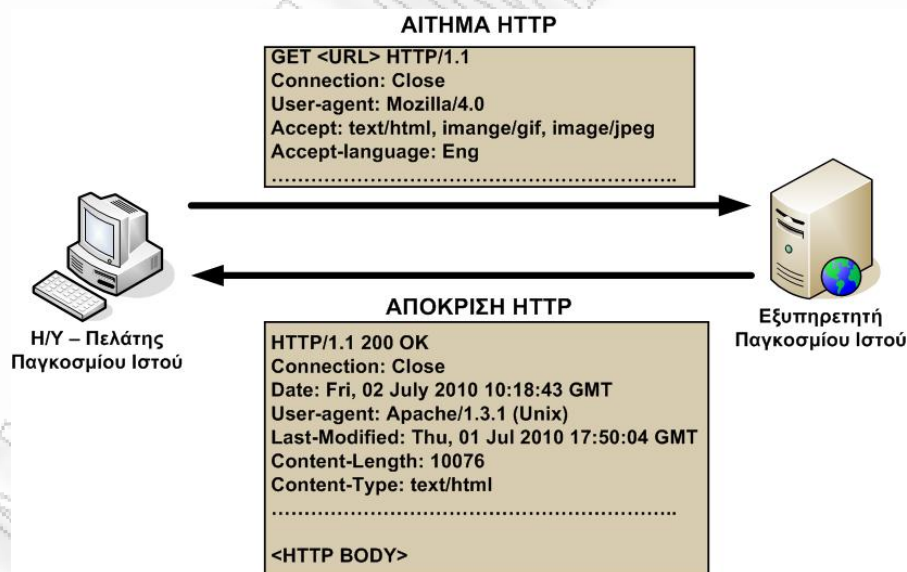 ΑΙΤΗΜΑ HTTP
GET <URL> HTTP/1.1
Connection: Close
User-agent: Mozilla/4.0
Accept: text/html, imange/gif, image/jpeg
Accept-language: Eng
................................................................
Η/Υ – Πελάτης
Παγκοσμίου Ιστού
Εξυπηρετητή
Παγκοσμίου Ιστού
ΑΠΟΚΡΙΣΗ HTTP
HTTP/1.1 200 OK
Connection: Close
Date: Fri, 02 July 2010 10:18:43 GMT
User-agent: Apache/1.3.1 (Unix)
Last-Modified: Thu, 01 Jul 2010 17:50:04 GMT
Content-Length: 10076
Content-Type: text/html
................................................................
<HTTP BODY>